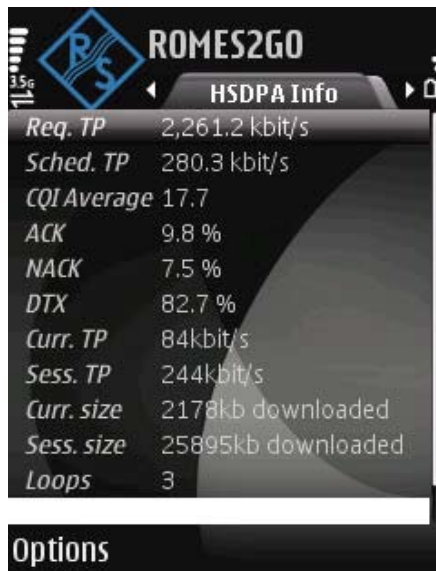 R&S
ROMES2GO
3.5G
HSDPA Info
Req. TP 2,261.2 kbit/s
Sched. TP 280.3 kbit/s
CQI Average 17.7
ACK 9.8 %
NACK 7.5 %
DTX 82.7 %
Curr. TP 84kbit/s
Sess. TP 244kbit/s
Curr. size 2178kb downloaded
Sess. size 25895kb downloaded
Loops 3
Options